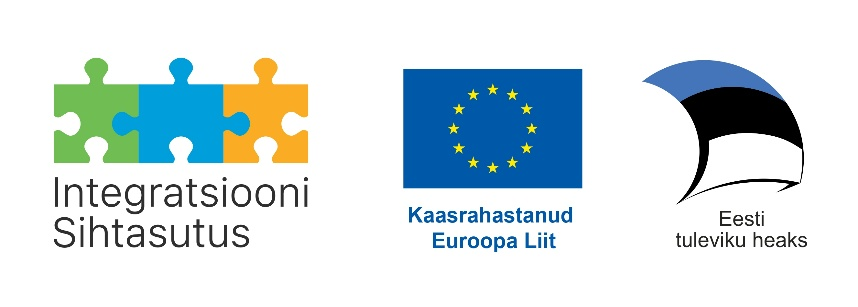 Integratsiooni
Sihtasutus
Kaasrahastanud
Euroopa Liit
Eesti
tuleviku heaks